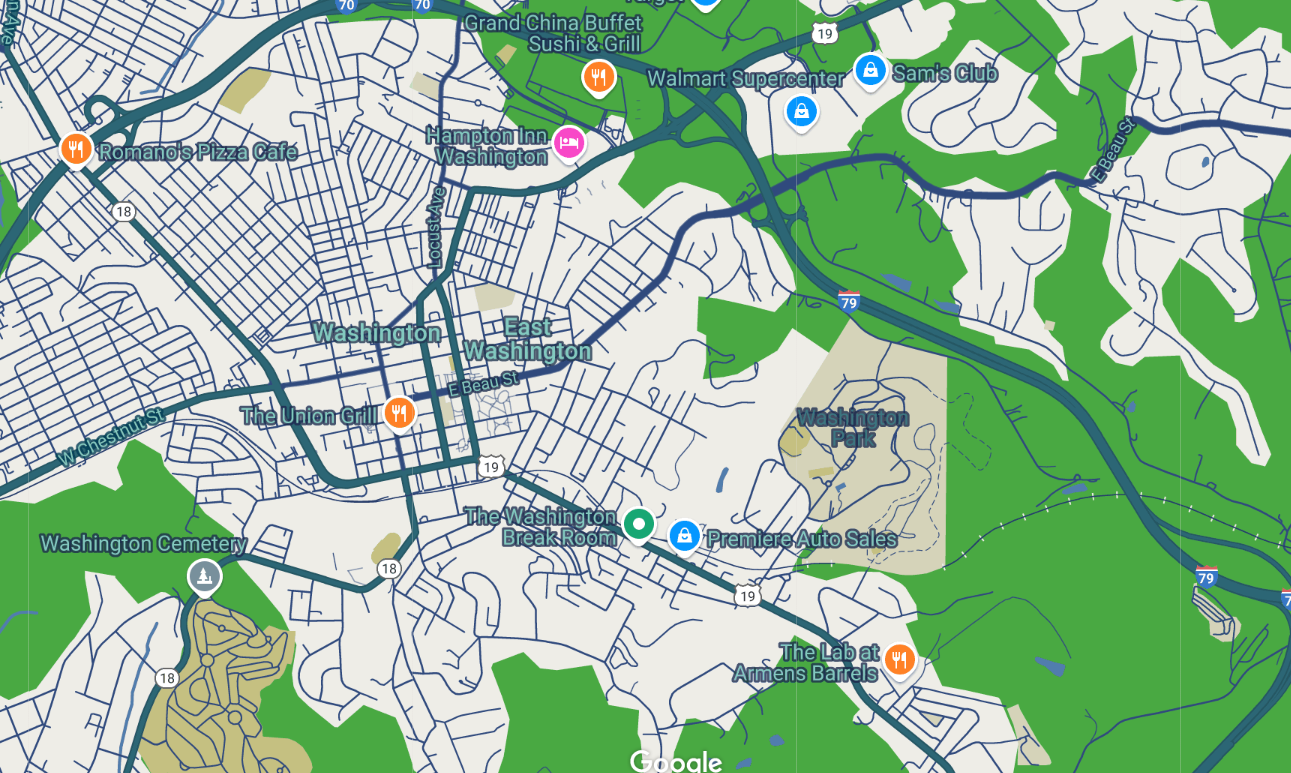 70
70
Target
Grand China Buffet
Sushi & Grill
19
Walmart Supercenter
Sam's Club
Hampton Inn
Washington
E Beau St
Romano's Pizza Cafe
Locust Ave
18
79
Washington
East
Washington
E Beau St
The Union Grill
Washington
Park
W Chestnut St
19
The Washington
Break Room
Premiere Auto Sales
Washington Cemetery
18
79
19
The Lab at
Armens Barrels
18
Google